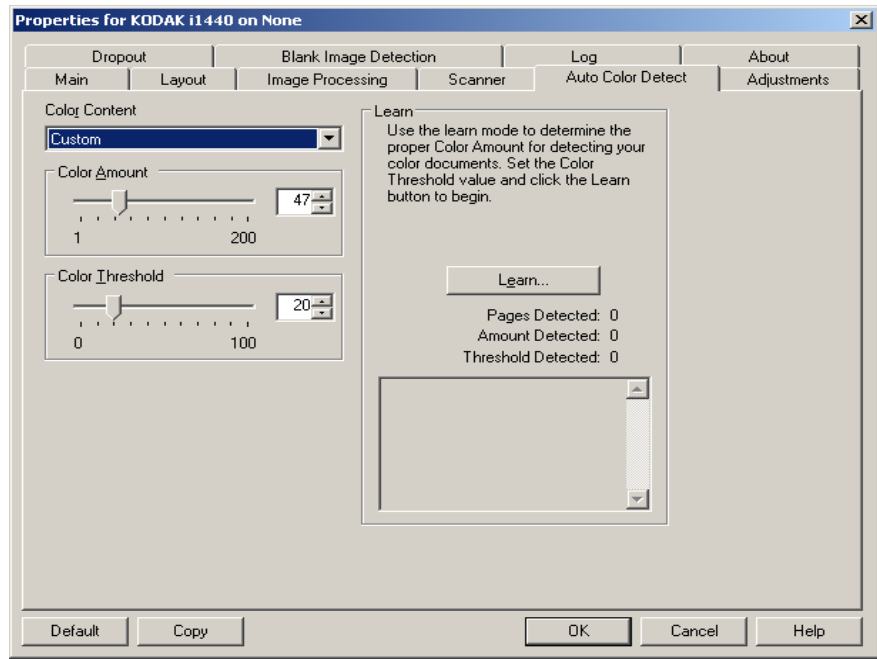 Properties for KODAK i1440 on None
Dropout Blank Image Detection Log About
Main Layout Image Processing Scanner Auto Color Detect Adjustments
Color Content
Custom
Color Amount
47
1 200
Color Threshold
20
0 100
Learn
Use the learn mode to determine the
proper Color Amount for detecting your
color documents. Set the Color
Threshold value and click the Learn
button to begin.
Learn...
Pages Detected: 0
Amount Detected: 0
Threshold Detected: 0
Default Copy OK Cancel Help